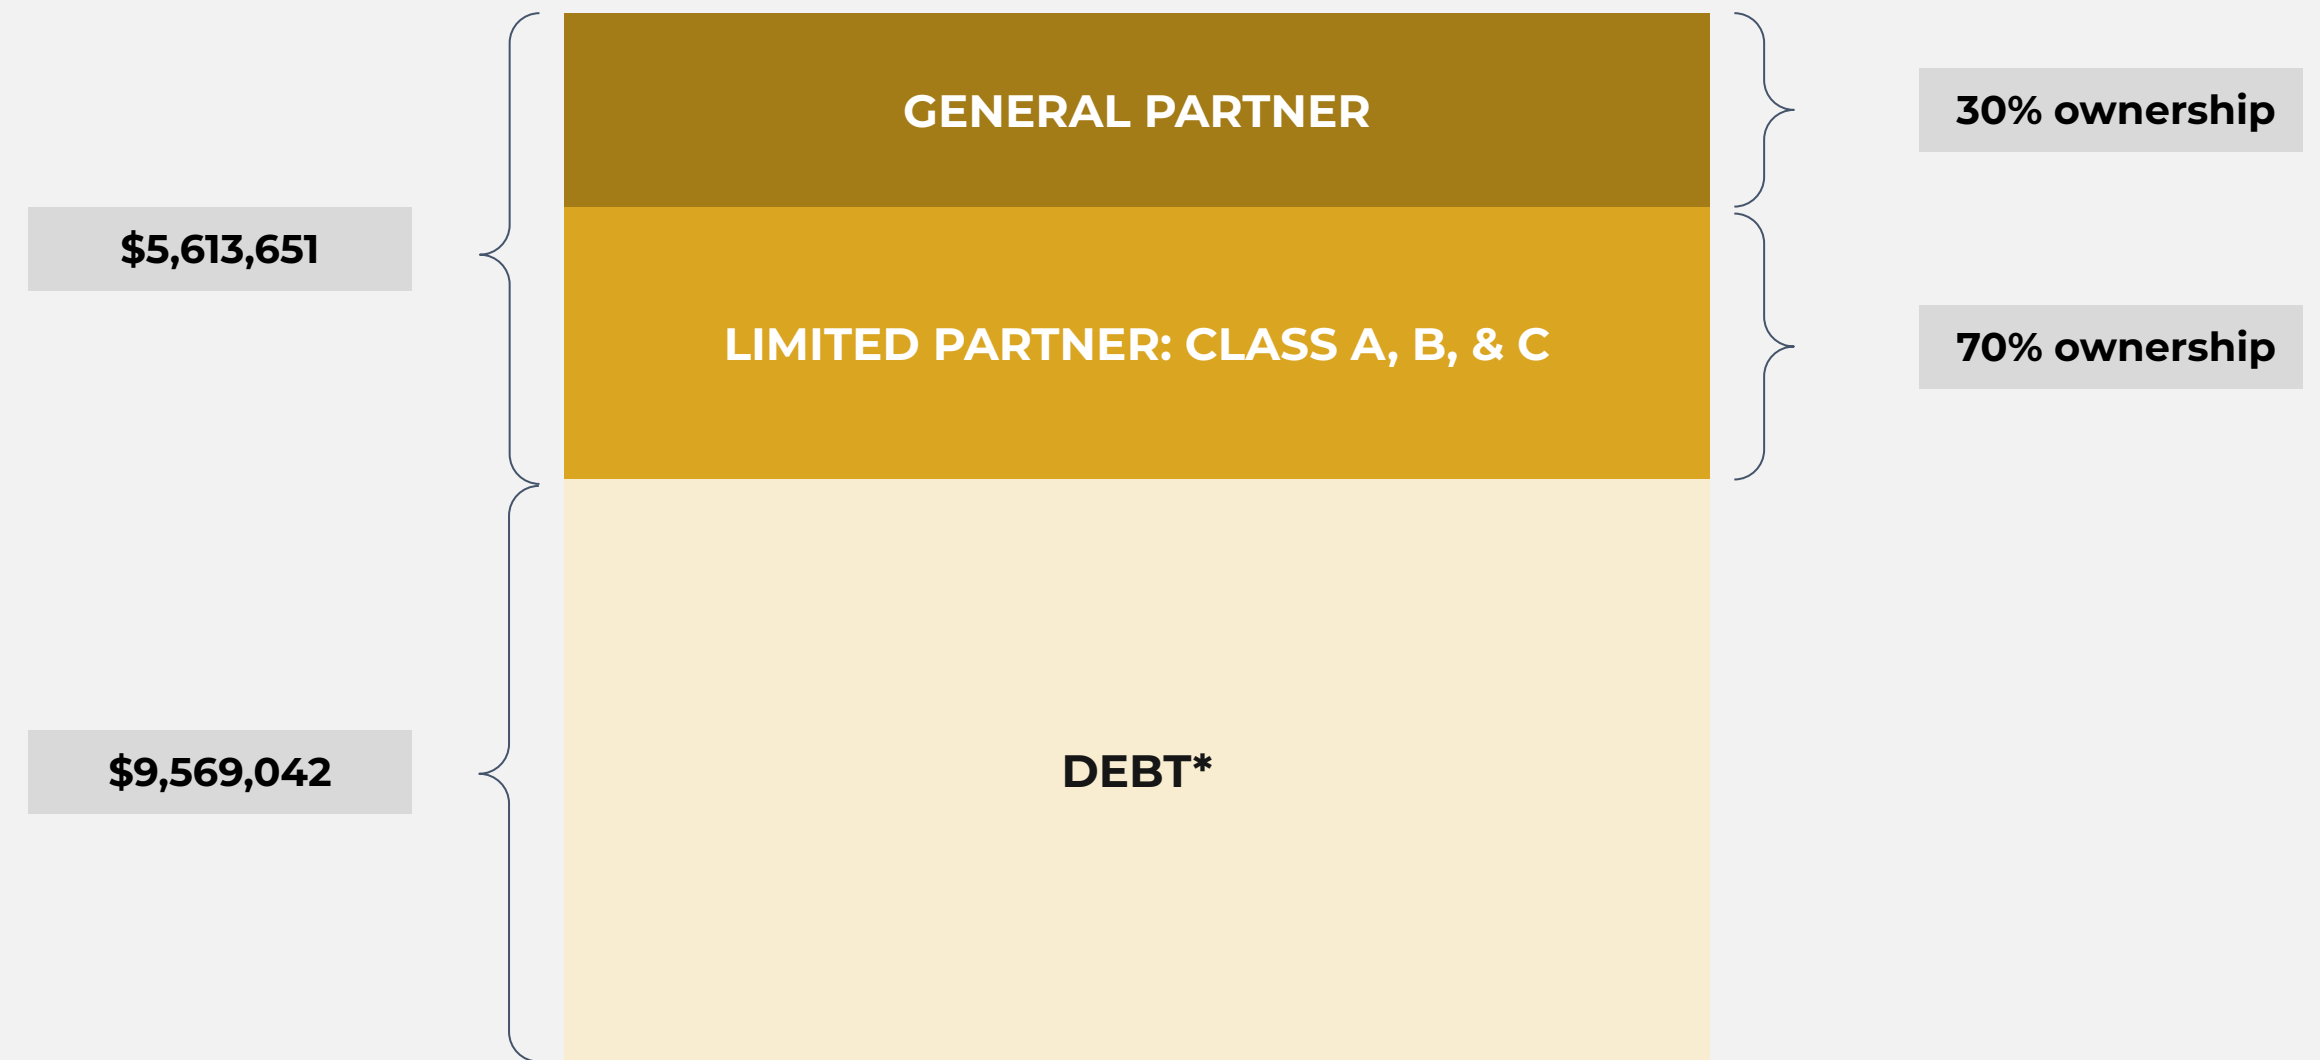 GENERAL PARTNER
30% ownership
$5,613,651
LIMITED PARTNER: CLASS A, B, & C
70% ownership
$9,569,042
DEBT*